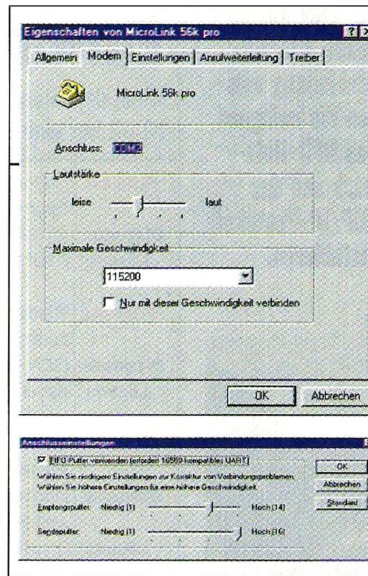 Eigenschaften von MicroLink 56k pro
Allgemein Modem Einstellungen Anrufweiterleitung Treiber
MicroLink 56k pro
Anschluss: COM2
Lautstärke
leise laut
Maximale Geschwindigkeit
115200
Nur mit dieser Geschwindigkeit verbinden
OK Abbrechen
Anschlusseinstellungen
FIFO-Puffer verwenden (erfordert 16550-kompatibles UART)
Wählen Sie niedrigere Einstellungen zur Korrektur von Verbindungsproblemen.
Wählen Sie höhere Einstellungen für eine höhere Geschwindigkeit.
Empfangspuffer: Niedrig (1) Hoch (14)
Sendepuffer: Niedrig (1) Hoch (16)
OK
Abbrechen
Standard